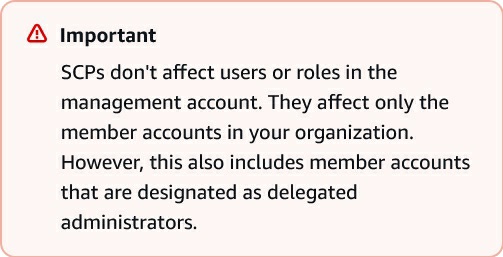 Important
SCPs don't affect users or roles in the
management account. They affect only the
member accounts in your organization.
However, this also includes member accounts
that are designated as delegated
administrators.